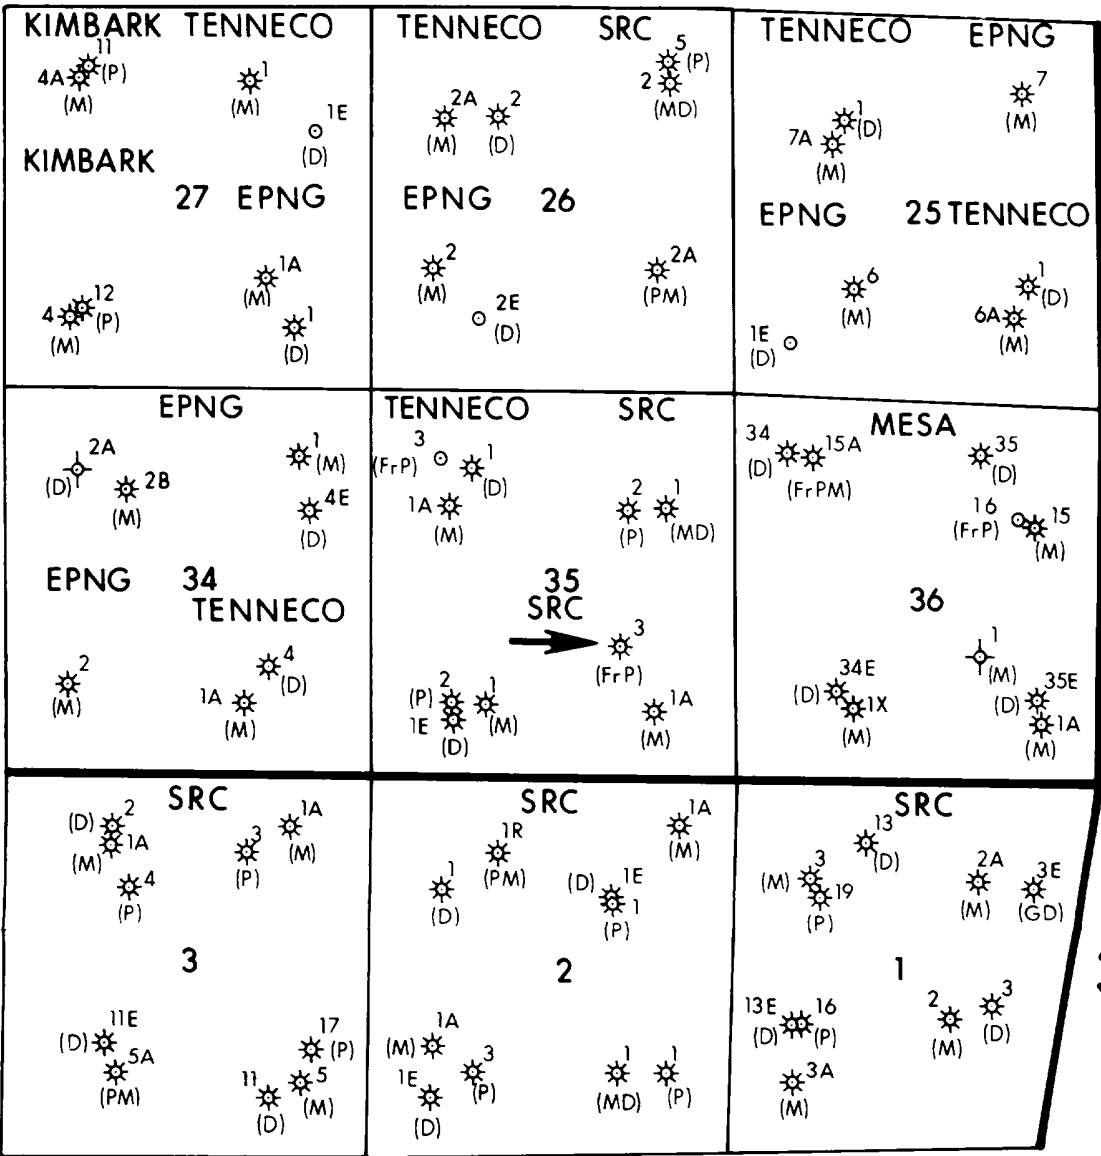 KIMBARK TENNECO
11
4A (P)
(M)
1
(M)
1E
(D)
KIMBARK
27 EPNG
1A
(M)
12
4 (P)
(M)
1
(D)
TENNECO SRC
5
(P)
2
(MD)
2A 2
(M) (D)
EPNG 26
2
(M)
2A
(PM)
2E
(D)
TENNECO EPNG
7
(M)
1
(D)
7A
(M)
EPNG 25 TENNECO
6
(M)
1
(D)
6A
(M)
1E
(D)
EPNG
2A
(D)
2B
(M)
1
(M)
4E
(D)
EPNG 34
TENNECO
2
(M)
4
(D)
1A
(M)
TENNECO SRC
3
(FrP)
1
(D)
1A
(M)
2 1
(P) (MD)
35
SRC
3
(FrP)
2 1
(P) (M)
1E
(D)
1A
(M)
MESA
34 15A
(D) (FrPM)
35
(D)
16
(FrP)
15
(M)
36
1
(M)
34E
(D)
1X
(M)
35E
(D)
1A
(M)
SRC
2
(D)
1A
(M)
4
(P)
3
(P)
1A
(M)
3
11E
(D)
5A
(PM)
17
(P)
11 5
(D) (M)
SRC
1R
(PM)
1A
(M)
1
(D)
1E
(D)
1
(P)
2
1A
(M)
3
(P)
1E
(D)
1 1
(MD) (P)
SRC
13
(D)
3
(M)
19
(P)
2A 3E
(M) (GD)
1
13E 16
(D) (P)
2 3
(M) (D)
3A
(M)